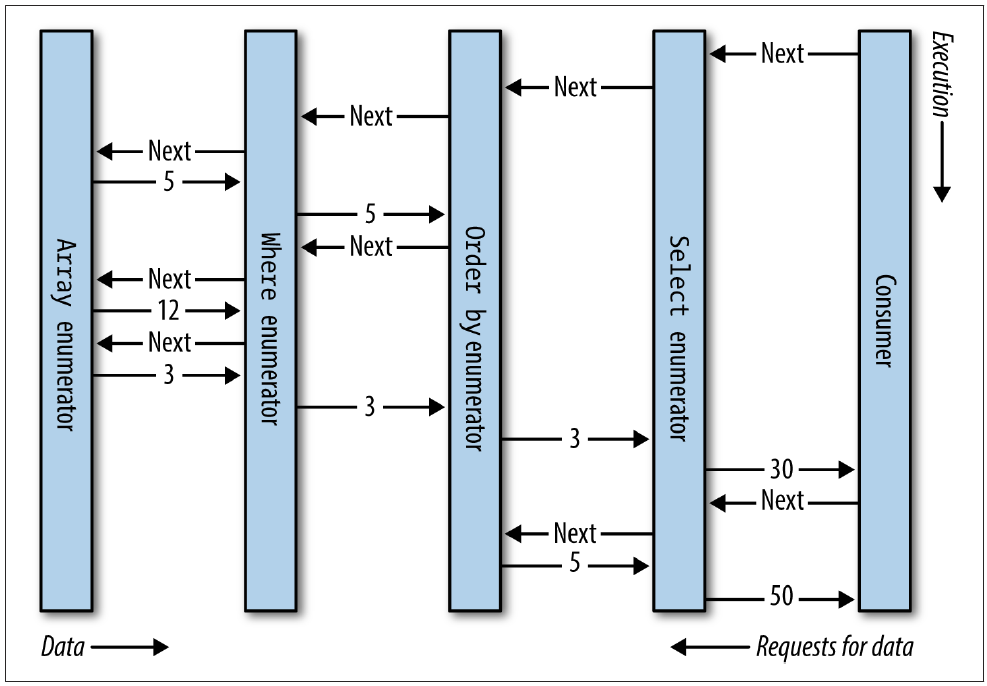 Next
Execution
Next
Next
Next
5
5
Next
Next
12
Next
3
3
3
30
Next
Next
5
50
Array enumerator
Where enumerator
Order by enumerator
Select enumerator
Consumer
Data
Requests for data